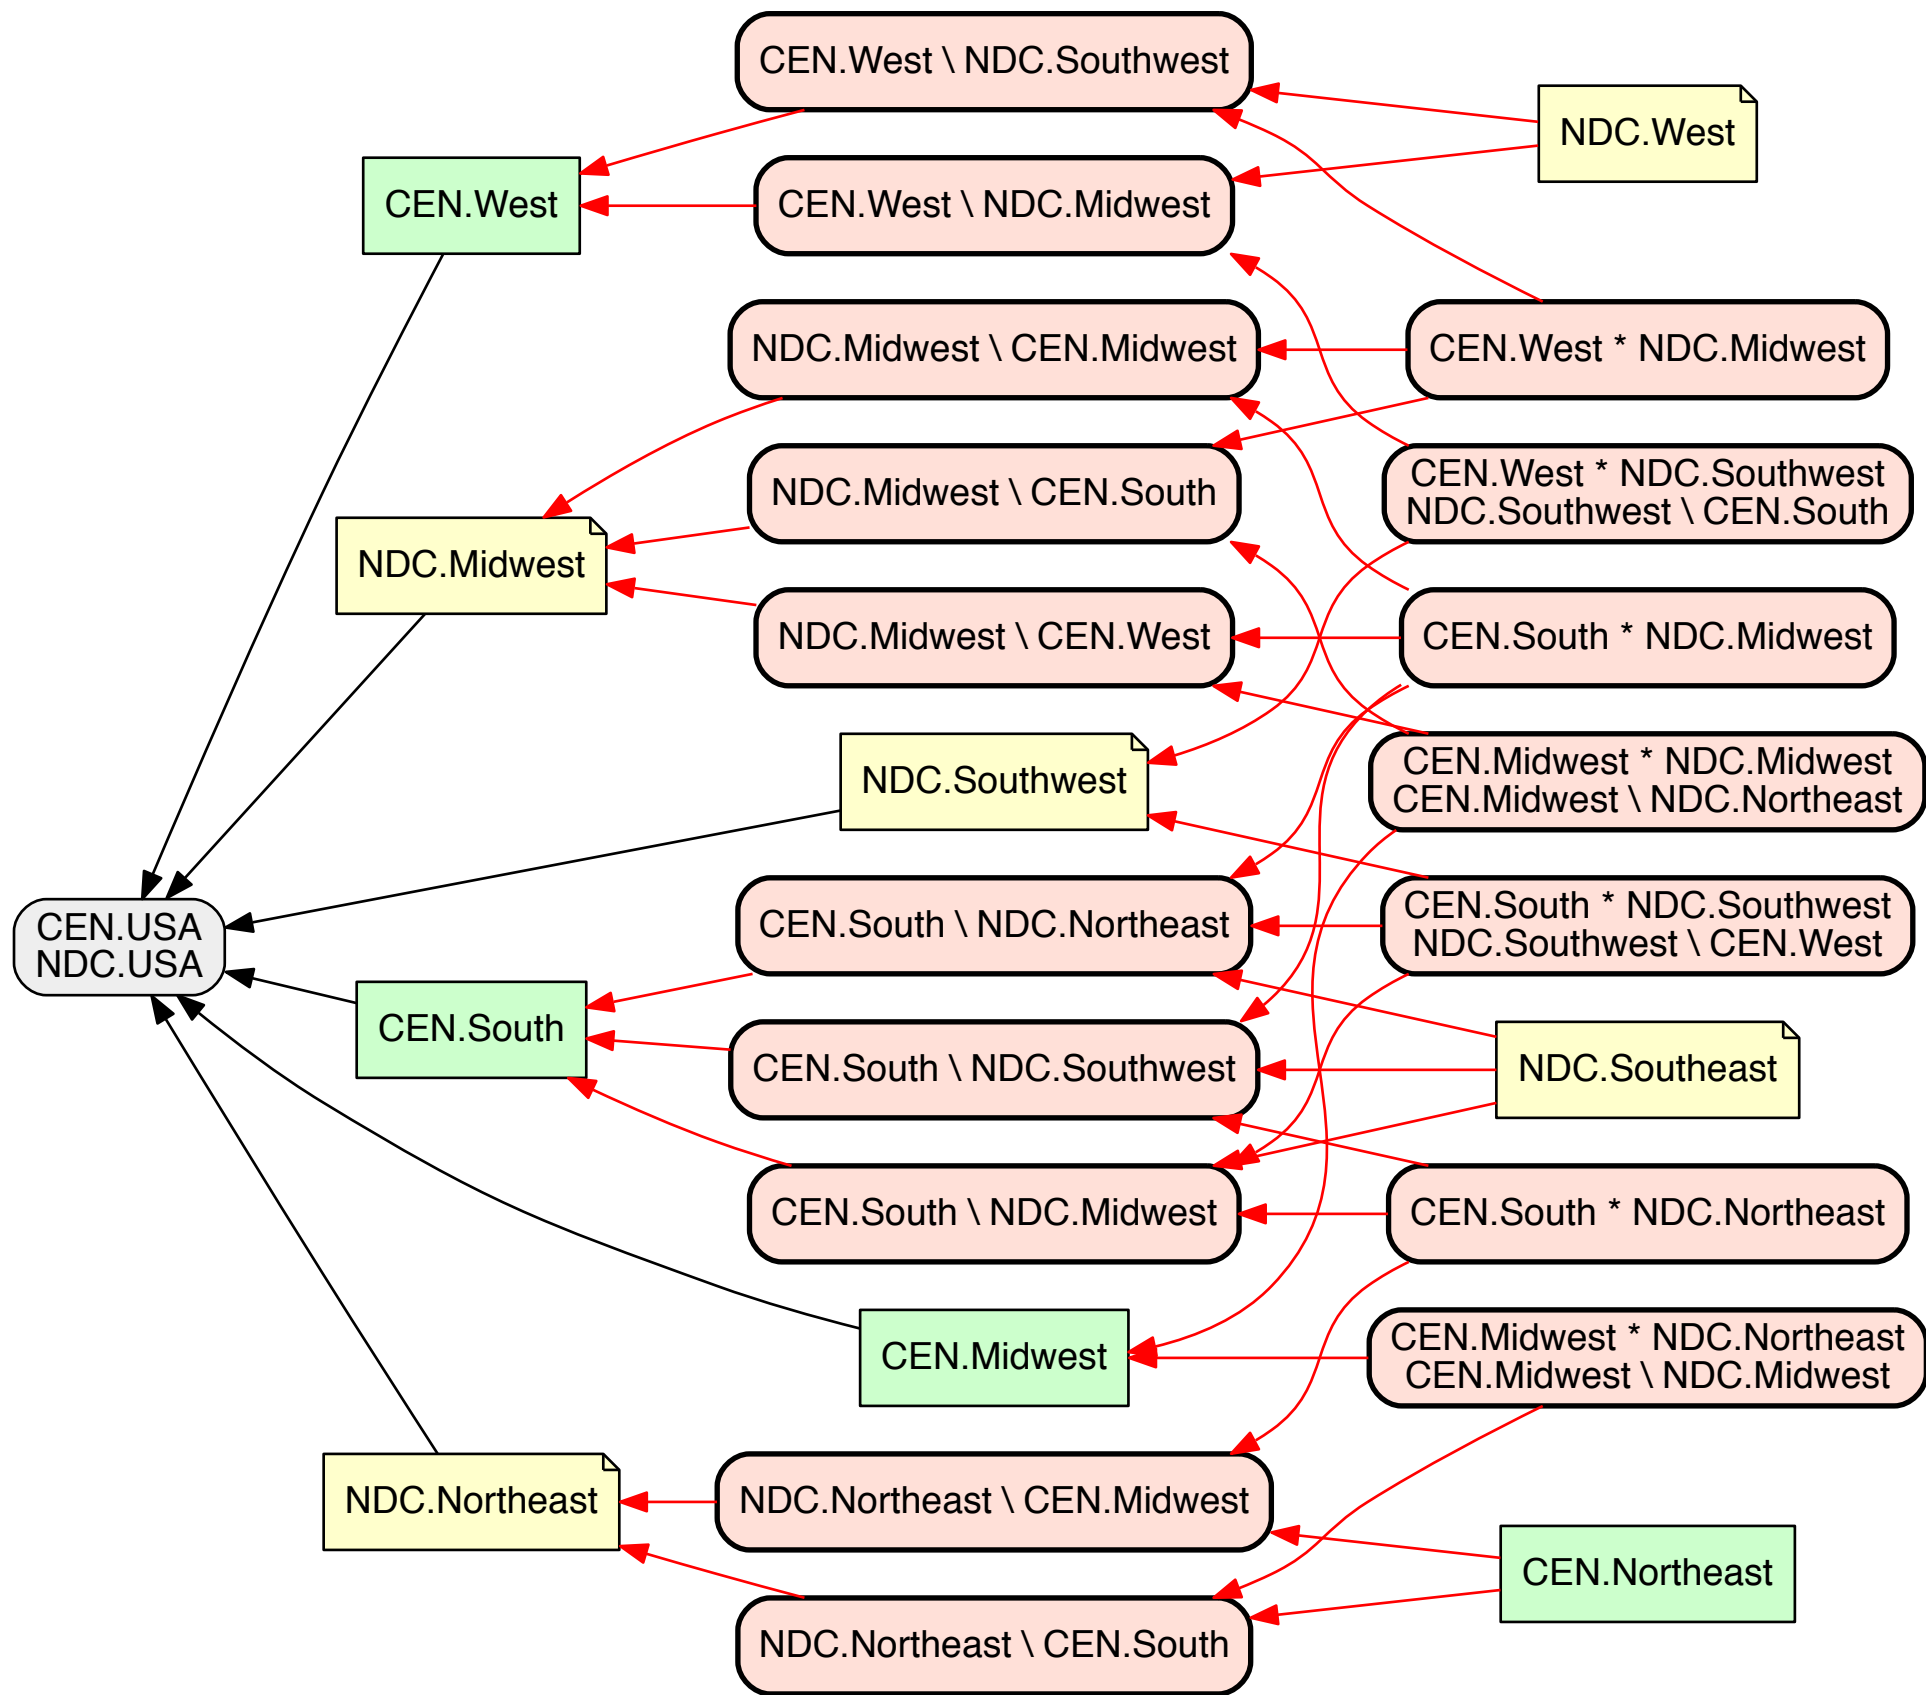 CEN.West \ NDC.Southwest
NDC.West
CEN.West
CEN.West \ NDC.Midwest
NDC.Midwest \ CEN.Midwest
CEN.West * NDC.Midwest
NDC.Midwest \ CEN.South
CEN.West * NDC.Southwest
NDC.Southwest \ CEN.South
NDC.Midwest
NDC.Midwest \ CEN.West
CEN.South * NDC.Midwest
NDC.Southwest
CEN.Midwest * NDC.Midwest
CEN.Midwest \ NDC.Northeast
CEN.USA
NDC.USA
CEN.South \ NDC.Northeast
CEN.South * NDC.Southwest
NDC.Southwest \ CEN.West
CEN.South
CEN.South \ NDC.Southwest
NDC.Southeast
CEN.South \ NDC.Midwest
CEN.South * NDC.Northeast
CEN.Midwest
CEN.Midwest * NDC.Northeast
CEN.Midwest \ NDC.Midwest
NDC.Northeast
NDC.Northeast \ CEN.Midwest
CEN.Northeast
NDC.Northeast \ CEN.South